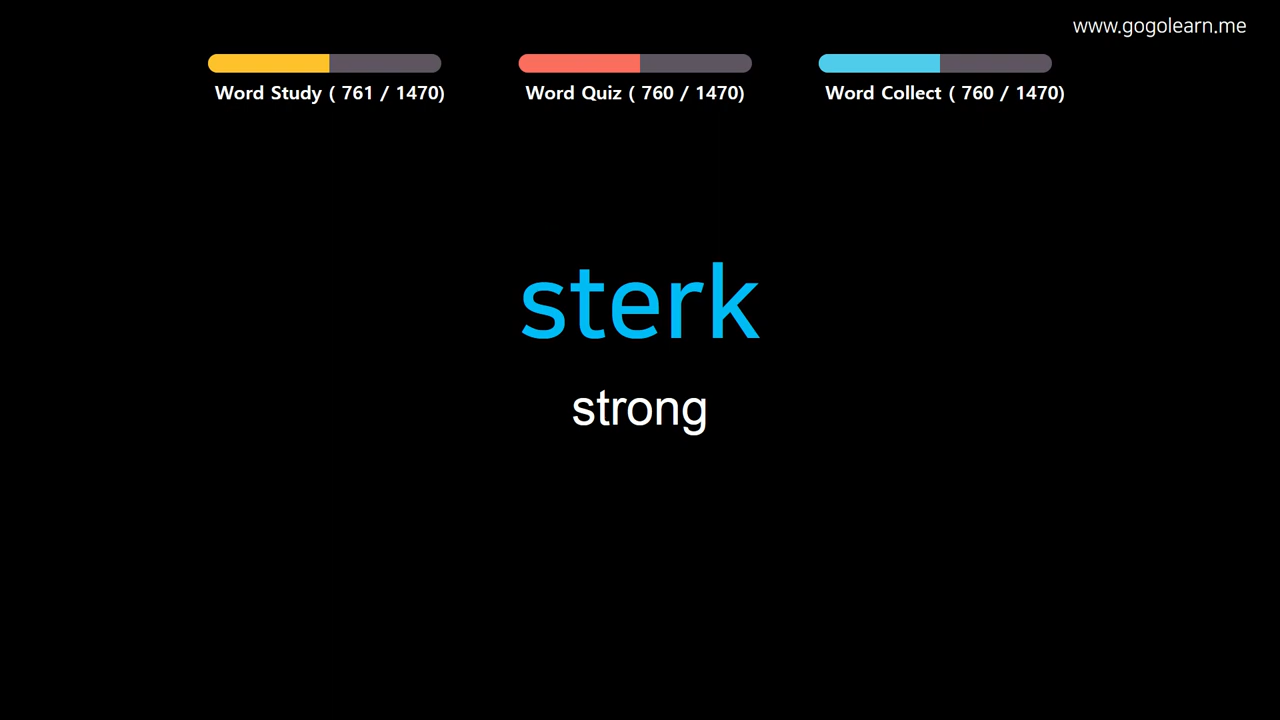 www.gogolearn.me
Word Study ( 761 / 1470)
Word Quiz ( 760 / 1470)
Word Collect ( 760 / 1470)
sterk
strong